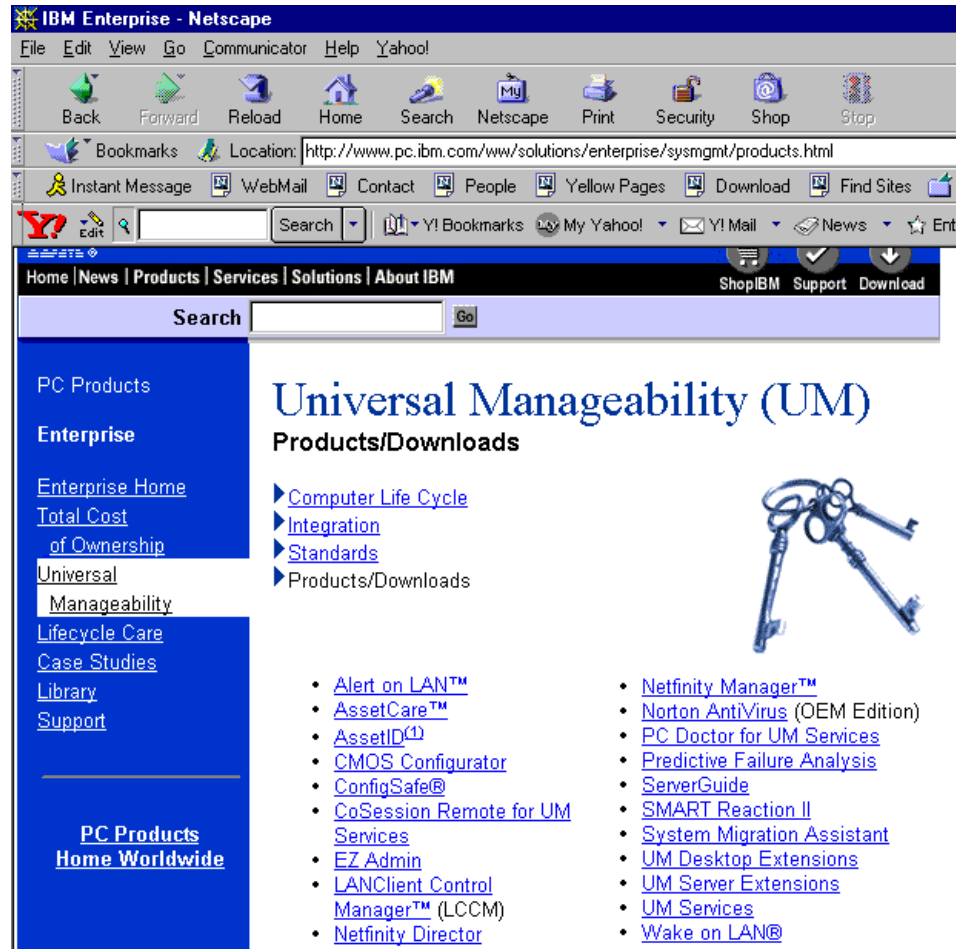 IBM Enterprise - Netscape
File Edit View Go Communicator Help Yahoo!
Back Forward Reload Home Search Netscape Print Security Shop Stop
My
Bookmarks Location: http://www.pc.ibm.com/ww/solutions/enterprise/sysmgmt/products.html
Instant Message WebMail Contact People Yellow Pages Download Find Sites
Y! Edit Search Y! Bookmarks My Yahoo! Y! Mail News Ent
Home | News | Products | Services | Solutions | About IBM
ShopIBM Support Download
Search Go
PC Products
Enterprise
Enterprise Home
Total Cost
of Ownership
Universal
Manageability
Lifecycle Care
Case Studies
Library
Support
PC Products
Home Worldwide
Universal Manageability (UM)
Products/Downloads
Computer Life Cycle
Integration
Standards
Products/Downloads
• Alert on LAN™
• AssetCare™
• AssetID(1)
• CMOS Configurator
• ConfigSafe®
• CoSession Remote for UM
Services
• EZ Admin
• LANClient Control
Manager™ (LCCM)
• Netfinity Director
• Netfinity Manager™
• Norton AntiVirus (OEM Edition)
• PC Doctor for UM Services
• Predictive Failure Analysis
• ServerGuide
• SMART Reaction II
• System Migration Assistant
• UM Desktop Extensions
• UM Server Extensions
• UM Services
• Wake on LAN®